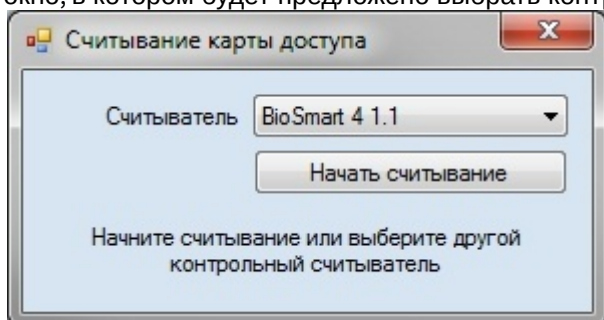 окно, в котором будет предложено выбрать конт
Считывание карты доступа
Считыватель BioSmart 4 1.1
Начать считывание
Начните считывание или выберите другой
контрольный считыватель